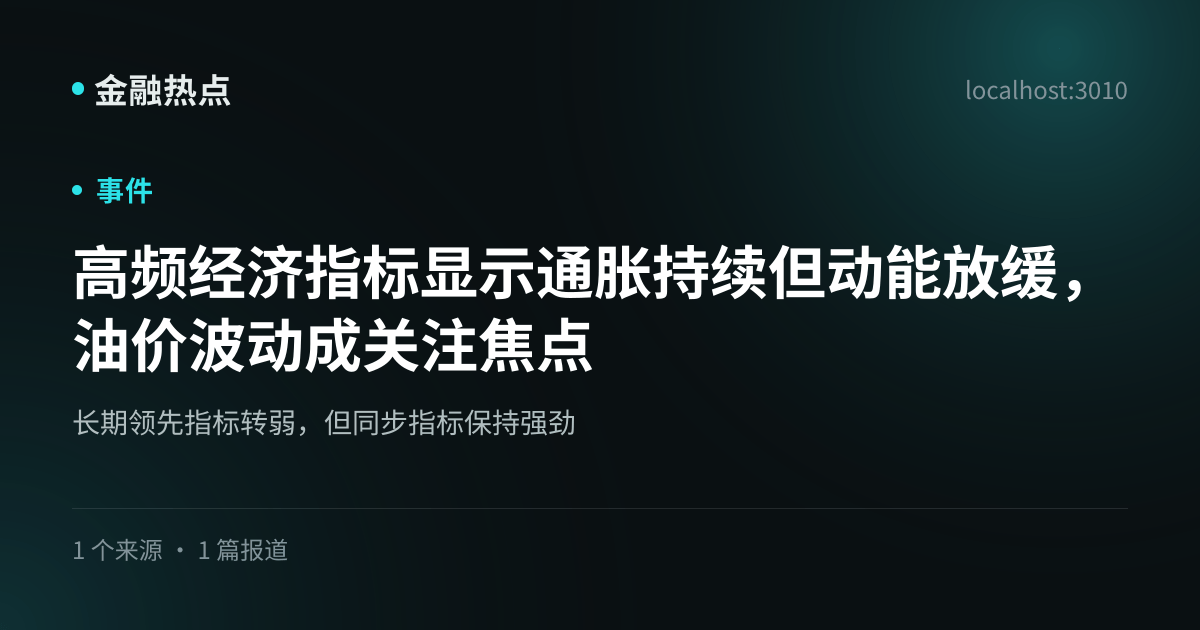 金融热点
localhost:3010
事件
高频经济指标显示通胀持续但动能放缓，
油价波动成关注焦点
长期领先指标转弱，但同步指标保持强劲
1 个来源 · 1 篇报道